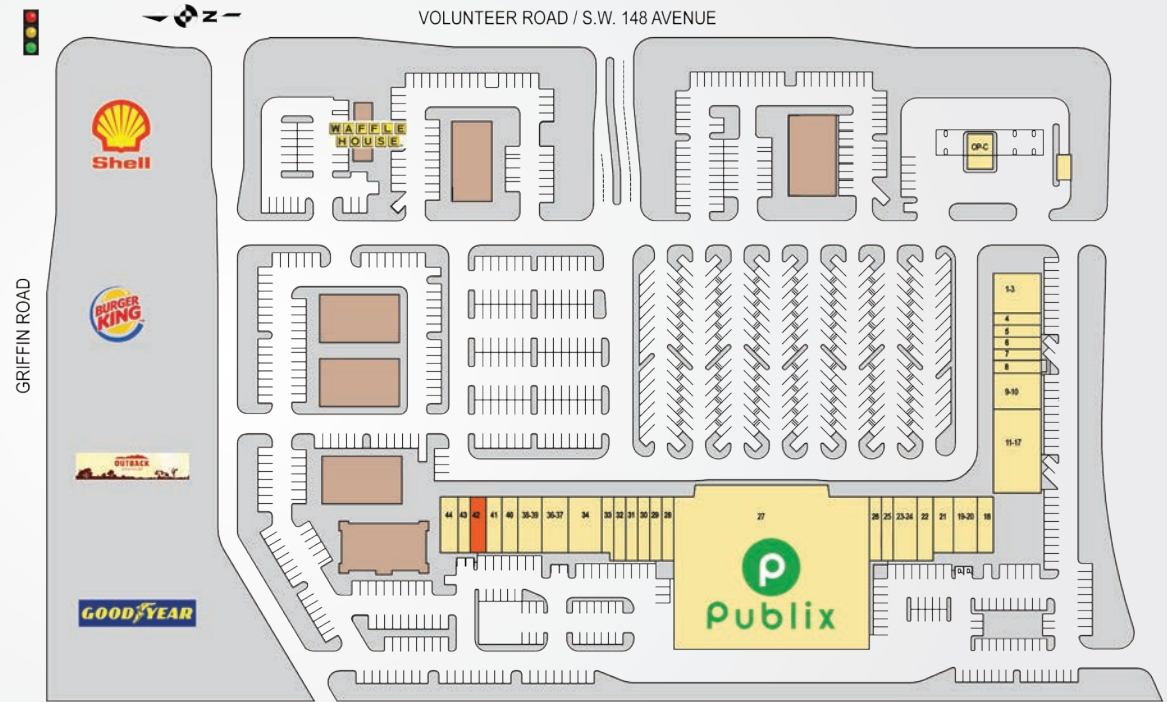 Z
VOLUNTEER ROAD / S.W. 148 AVENUE
GRIFFIN ROAD
Shell
WAFFLE
HOUSE
OP-C
BURGER
KING
OUTBACK
GOODYEAR
1-3
4
5
6
7
8
9-10
11-17
44
43
42
41
40
38-39
36-37
34
33
32
31
30
29
28
27
26
25
23-24
22
21
19-20
18
P
Publix